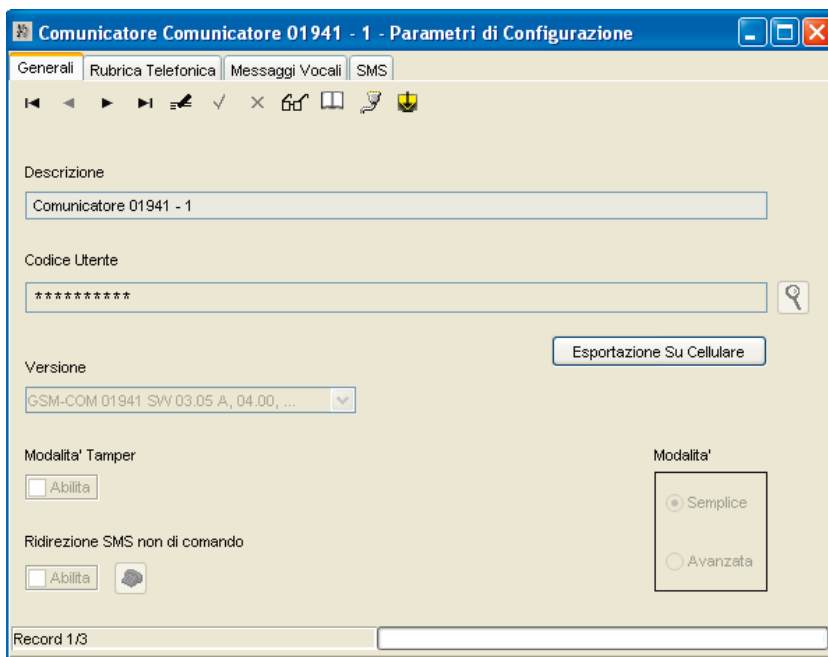 Comunicatore Comunicatore 01941 - 1 - Parametri di Configurazione
Generali Rubrica Telefonica Messaggi Vocali SMS
Descrizione
Comunicatore 01941 - 1
Codice Utente
**********
Esportazione Su Cellulare
Versione
GSM-COM 01941 SW 03.05 A, 04.00, ...
Modalita' Tamper
Modalita'
Abilita
Semplice
Ridirezione SMS non di comando
Avanzata
Abilita
Record 1/3